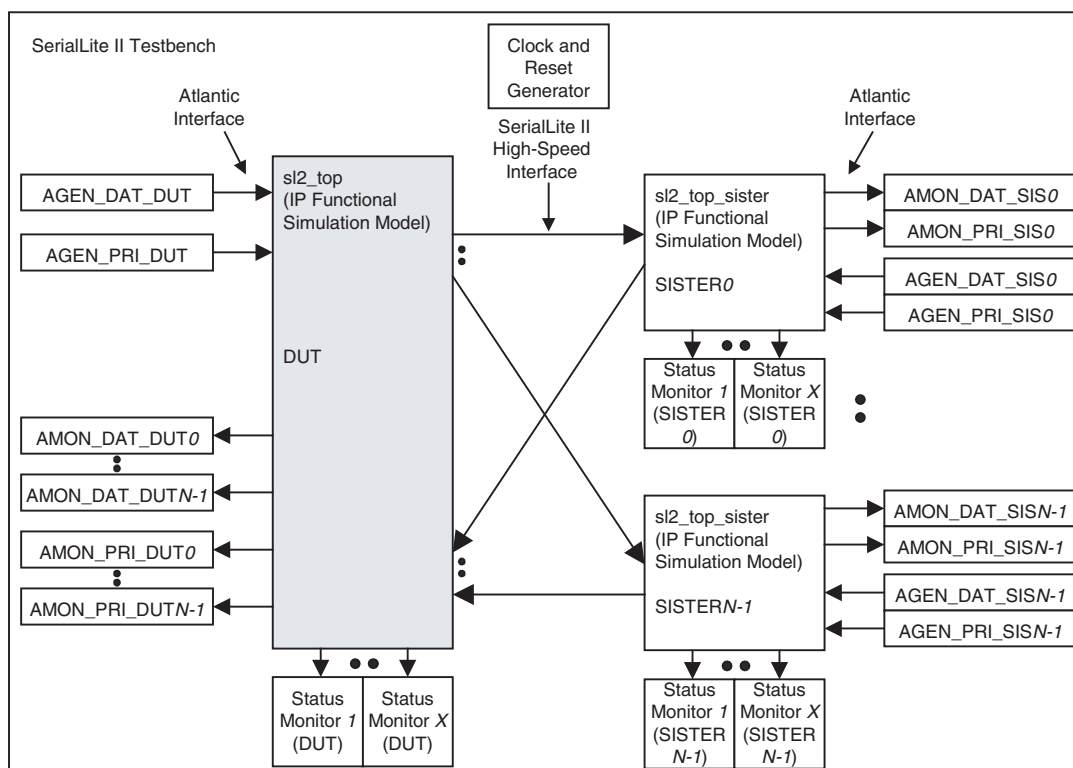 SerialLite II Testbench
Clock and
Reset
Generator
Atlantic
Interface
SerialLite II
High-Speed
Interface
Atlantic
Interface
AGEN_DAT_DUT
AGEN_PRI_DUT
sl2_top
(IP Functional
Simulation Model)
DUT
AMON_DAT_DUT0
AMON_DAT_DUTN-1
AMON_PRI_DUT0
AMON_PRI_DUTN-1
Status
Monitor 1
(DUT)
Status
Monitor X
(DUT)
sl2_top_sister
(IP Functional
Simulation Model)
SISTER0
AMON_DAT_SIS0
AMON_PRI_SIS0
AGEN_DAT_SIS0
AGEN_PRI_SIS0
Status
Monitor 1
(SISTER
0)
Status
Monitor X
(SISTER
0)
sl2_top_sister
(IP Functional
Simulation Model)
SISTERN-1
AMON_DAT_SISN-1
AMON_PRI_SISN-1
AGEN_DAT_SISN-1
AGEN_PRI_SISN-1
Status
Monitor 1
(SISTER
N-1)
Status
Monitor X
(SISTER
N-1)